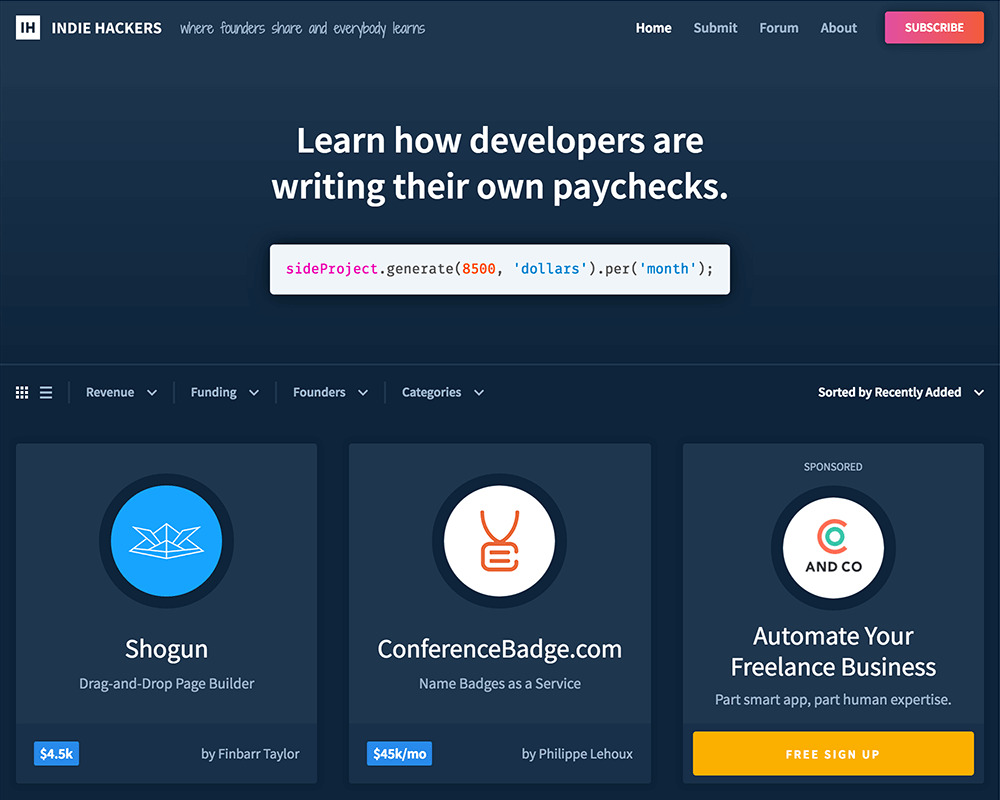 IH INDIE HACKERS where founders share and everybody learns Home Submit Forum About SUBSCRIBE
Learn how developers are
writing their own paychecks.
sideProject.generate(8500, 'dollars').per('month');
Revenue Funding Founders Categories Sorted by Recently Added
Shogun
Drag-and-Drop Page Builder
$4.5k by Finbarr Taylor
ConferenceBadge.com
Name Badges as a Service
$45k/mo by Philippe Lehoux
SPONSORED
AND CO
Automate Your
Freelance Business
Part smart app, part human expertise.
FREE SIGN UP